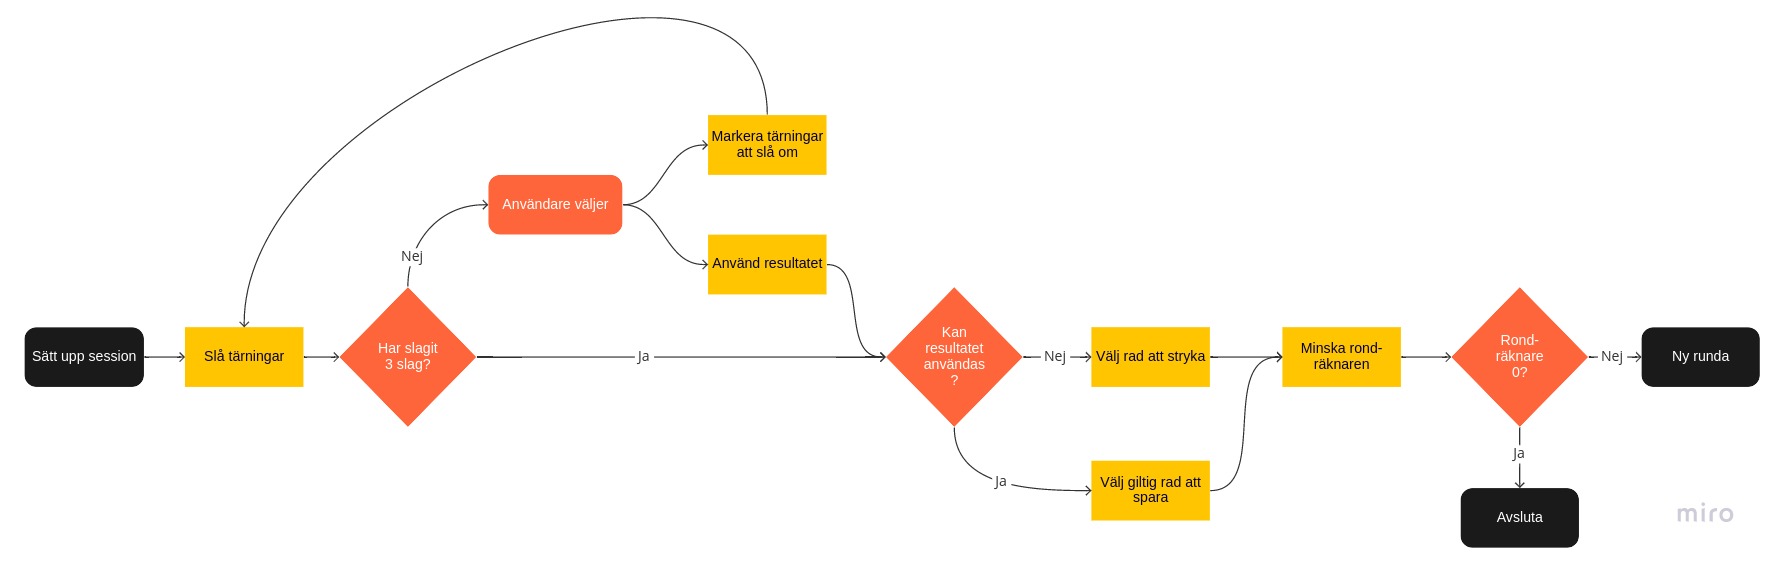 Sätt upp session
Slå tärningar
Har slagit
3 slag?
Nej
Användare väljer
Markera tärningar
att slå om
Använd resultatet
Ja
Kan
resultatet
användas
?
Nej
Välj rad att stryka
Ja
Välj giltig rad att
spara
Minska rond-
räknaren
Rond-
räknare
0?
Nej
Ny runda
Ja
Avsluta
miro